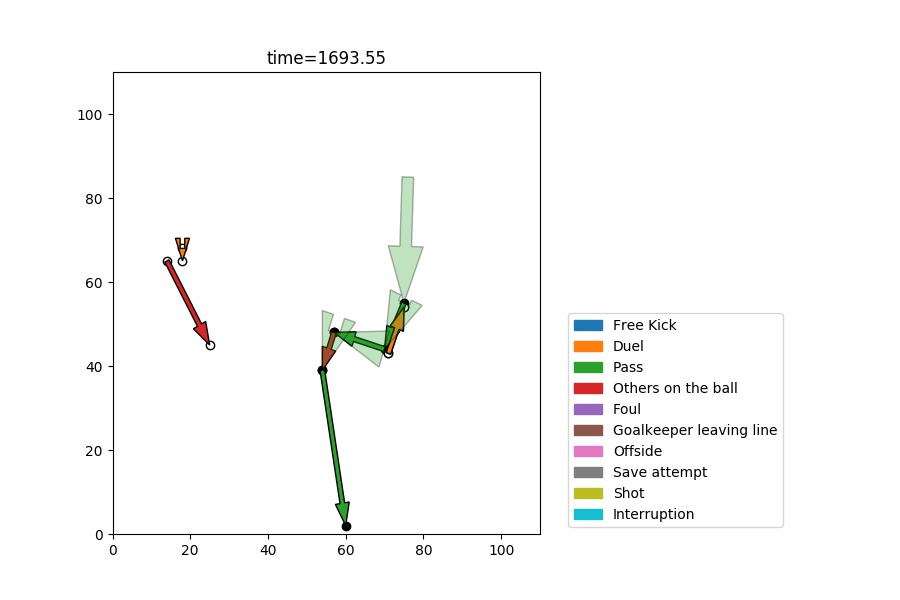 time=1693.55
100
80
60
40
20
0
0 20 40 60 80 100
Free Kick
Duel
Pass
Others on the ball
Foul
Goalkeeper leaving line
Offside
Save attempt
Shot
Interruption